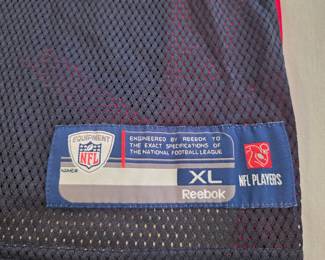 EQUIPMENT
NFL
ENGINEERED BY REEBOK TO
THE EXACT SPECIFICATIONS OF
THE NATIONAL FOOTBALL LEAGUE
XL
Reebok
NFL PLAYERS